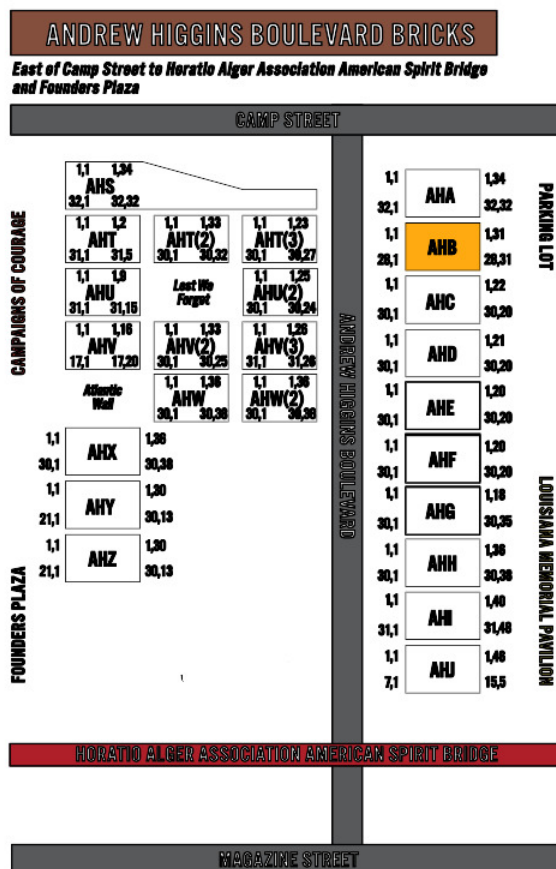 ANDREW HIGGINS BOULEVARD BRICKS
East of Camp Street to Horatio Alger Association American Spirit Bridge
and Founders Plaza
CAMP STREET
CAMPAIGNS OF COURAGE
FOUNDERS PLAZA
1,1 1,34
AHS
32,1 32,32
1,1 1,2
AHT
31,1 31,5
1,1 1,33
AHT(2)
30,1 30,32
1,1 1,23
AHT(3)
30,1 30,27
1,1 1,9
AHU
31,1 31,15
Lest We
Forget
1,1 1,25
AHU(2)
30,1 30,24
1,1 1,16
AHV
17,1 17,20
1,1 1,33
AHV(2)
30,1 30,25
1,1 1,26
AHV(3)
31,1 31,26
Atlantic
Wall
1,1 1,36
AHW
30,1 30,38
1,1 1,36
AHW(2)
30,1 30,38
1,1 1,36
AHX
30,1 30,38
1,1 1,30
AHY
21,1 30,13
1,1 1,30
AHZ
21,1 30,13
ANDREW HIGGINS BOULEVARD
1,1 1,34
AHA
32,1 32,32
1,1 1,31
AHB
28,1 28,31
1,1 1,22
AHC
30,1 30,20
1,1 1,21
AHD
30,1 30,20
1,1 1,20
AHE
30,1 30,20
1,1 1,20
AHF
30,1 30,20
1,1 1,18
AHG
30,1 30,35
1,1 1,36
AHH
30,1 30,38
1,1 1,40
AHI
31,1 31,48
1,1 1,48
AHJ
7,1 15,5
PARKING LOT
LOUISIANA MEMORIAL PAVILION
HORATIO ALGER ASSOCIATION AMERICAN SPIRIT BRIDGE
MAGAZINE STREET